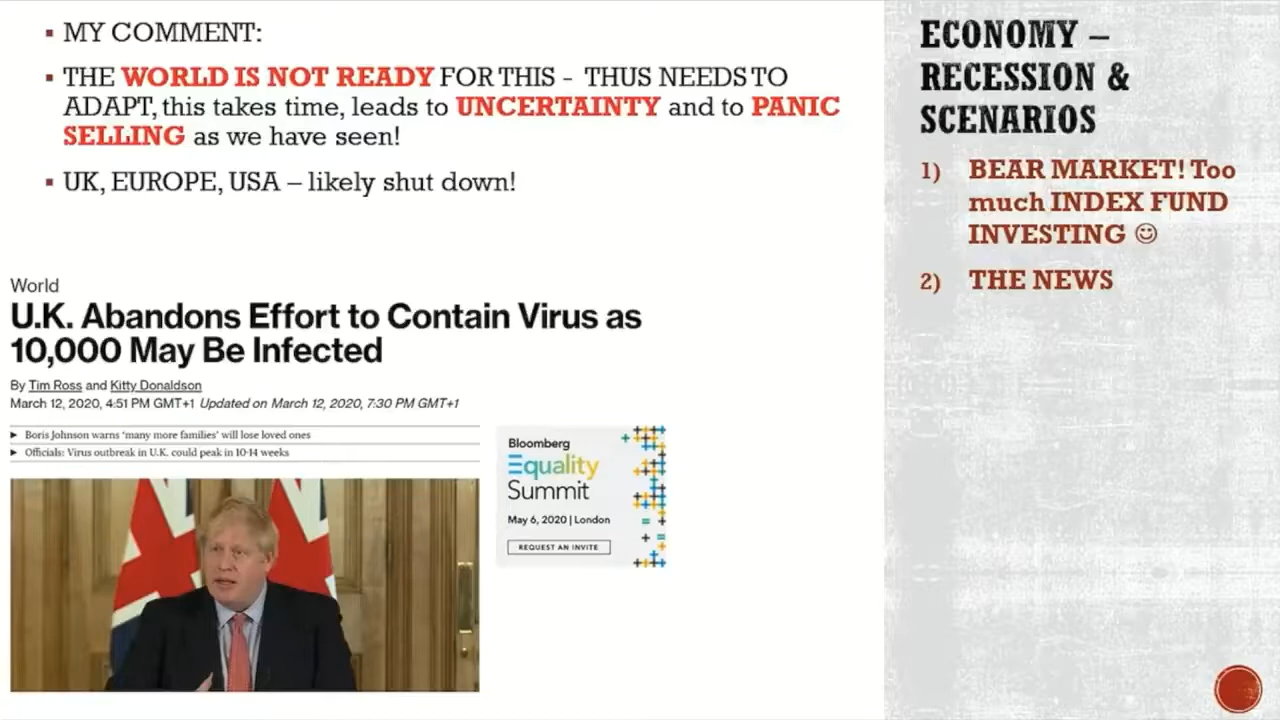 MY COMMENT:
THE WORLD IS NOT READY FOR THIS - THUS NEEDS TO
ADAPT, this takes time, leads to UNCERTAINTY and to PANIC
SELLING as we have seen!
UK, EUROPE, USA – likely shut down!
World
U.K. Abandons Effort to Contain Virus as
10,000 May Be Infected
By Tim Ross and Kitty Donaldson
March 12, 2020, 4:51 PM GMT+1 Updated on March 12, 2020, 7:30 PM GMT+1
Boris Johnson warns 'many more families' will lose loved ones
Officials: Virus outbreak in U.K. could peak in 10-14 weeks
Bloomberg
Equality
Summit
May 6, 2020 | London
REQUEST AN INVITE
ECONOMY –
RECESSION &
SCENARIOS
1) BEAR MARKET! Too
much INDEX FUND
INVESTING ☺
2) THE NEWS